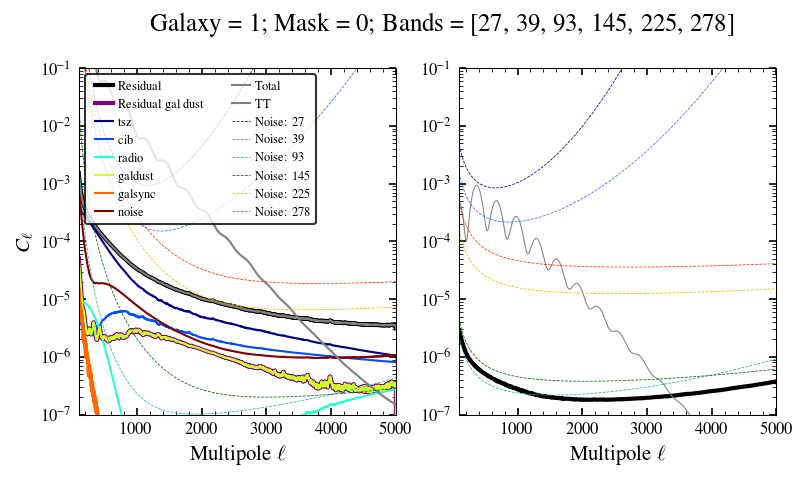 Galaxy = 1; Mask = 0; Bands = [27, 39, 93, 145, 225, 278]
10⁻¹
10⁻²
10⁻³
10⁻⁴
10⁻⁵
10⁻⁶
10⁻⁷
C_ℓ
Residual
Residual gal dust
tsz
cib
radio
galdust
galsync
noise
Total
TT
Noise: 27
Noise: 39
Noise: 93
Noise: 145
Noise: 225
Noise: 278
1000 2000 3000 4000 5000
Multipole ℓ
10⁻¹
10⁻²
10⁻³
10⁻⁴
10⁻⁵
10⁻⁶
10⁻⁷
1000 2000 3000 4000 5000
Multipole ℓ